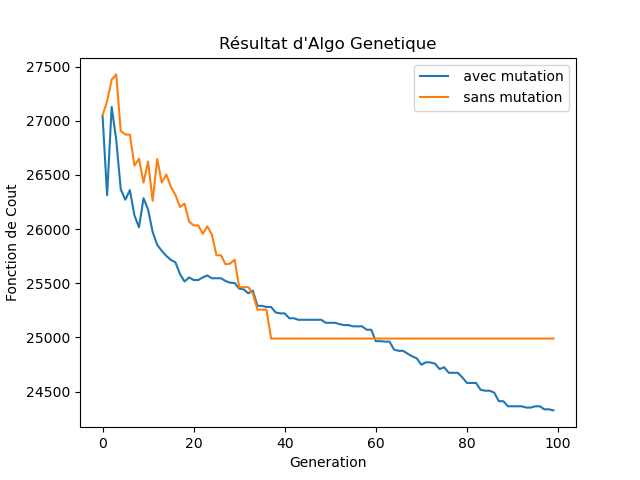 Résultat d'Algo Genetique
27500
27000
26500
26000
25500
25000
24500
Fonction de Cout
avec mutation
sans mutation
0 20 40 60 80 100
Generation